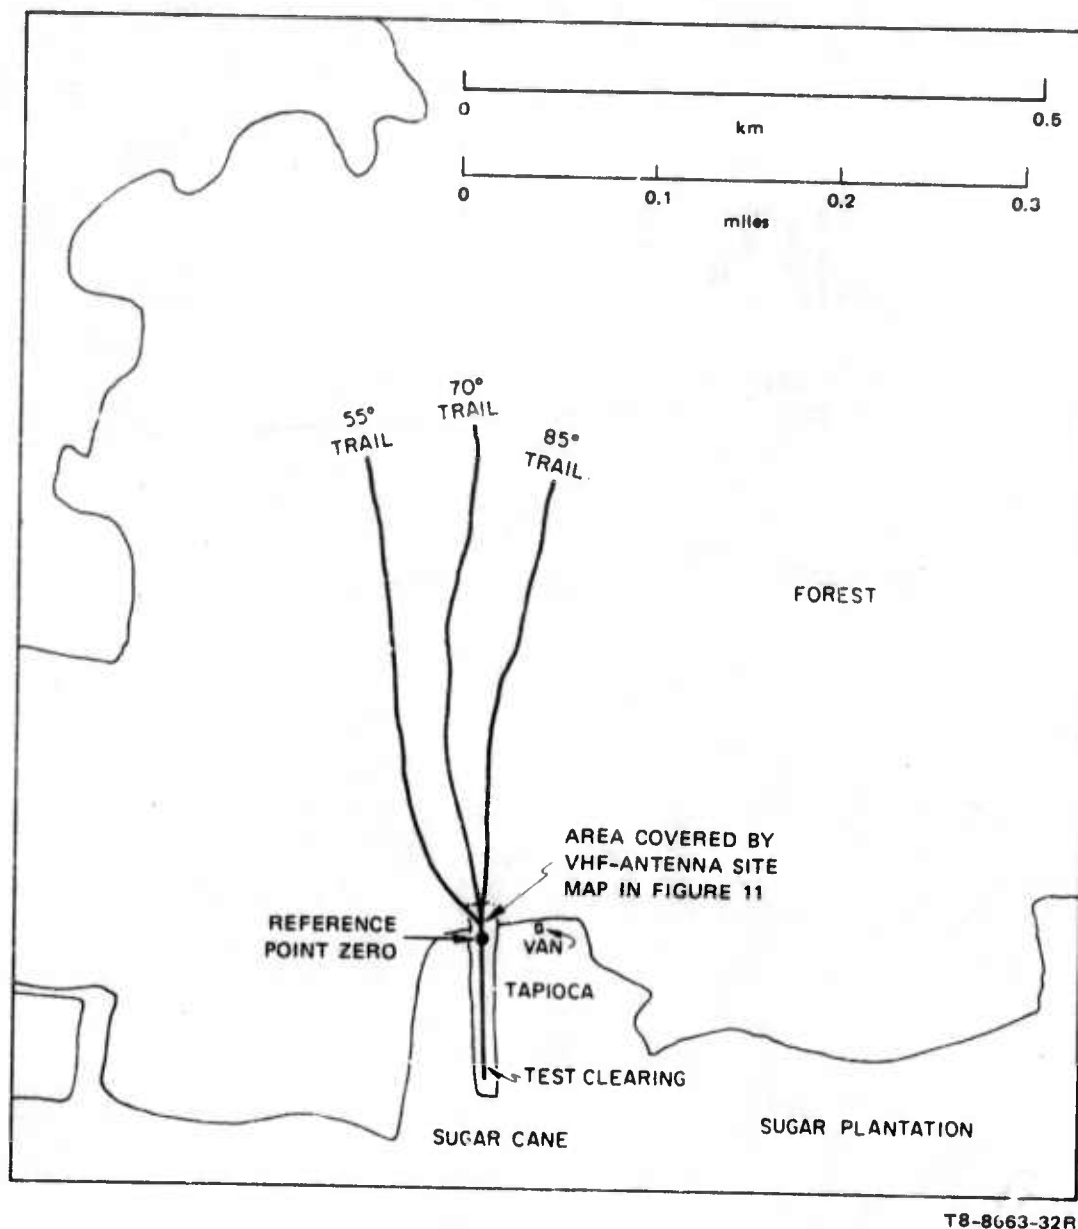 0
0.5
km
0
0.1
0.2
0.3
miles
70°
TRAIL
55°
TRAIL
85°
TRAIL
FOREST
AREA COVERED BY
VHF-ANTENNA SITE
MAP IN FIGURE 11
REFERENCE
POINT ZERO
VAN
TAPIOCA
TEST CLEARING
SUGAR CANE
SUGAR PLANTATION
T8-8663-32R